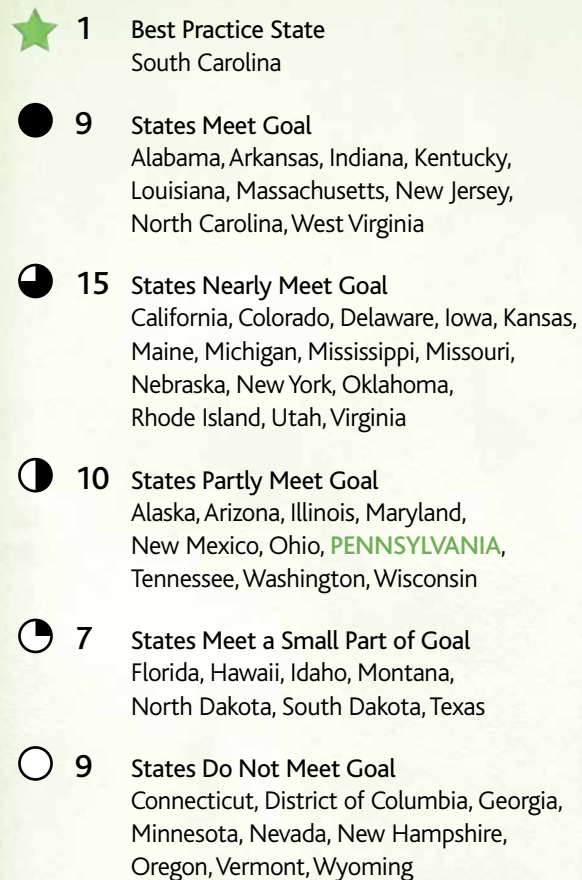 1 Best Practice State
South Carolina
9 States Meet Goal
Alabama, Arkansas, Indiana, Kentucky,
Louisiana, Massachusetts, New Jersey,
North Carolina, West Virginia
15 States Nearly Meet Goal
California, Colorado, Delaware, Iowa, Kansas,
Maine, Michigan, Mississippi, Missouri,
Nebraska, New York, Oklahoma,
Rhode Island, Utah, Virginia
10 States Partly Meet Goal
Alaska, Arizona, Illinois, Maryland,
New Mexico, Ohio, PENNSYLVANIA,
Tennessee, Washington, Wisconsin
7 States Meet a Small Part of Goal
Florida, Hawaii, Idaho, Montana,
North Dakota, South Dakota, Texas
9 States Do Not Meet Goal
Connecticut, District of Columbia, Georgia,
Minnesota, Nevada, New Hampshire,
Oregon, Vermont, Wyoming